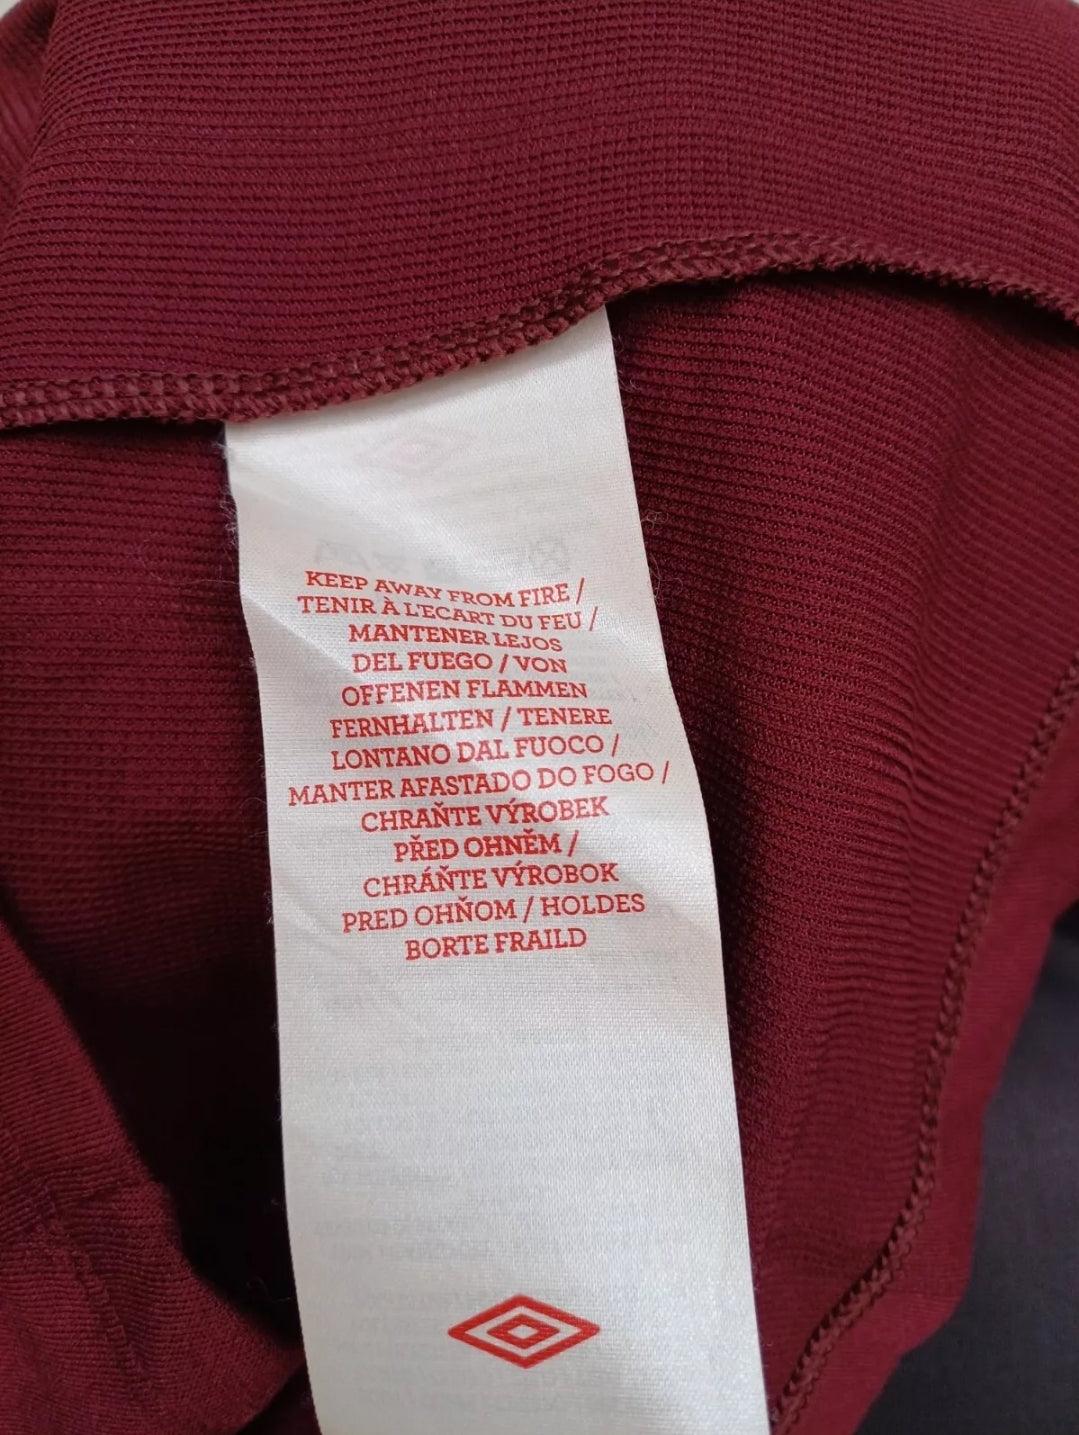 KEEP AWAY FROM FIRE /
TENIR À L'ECART DU FEU /
MANTENER LEJOS
DEL FUEGO / VON
OFFENEN FLAMMEN
FERNHALTEN / TENERE
LONTANO DAL FUOCO /
MANTER AFASTADO DO FOGO /
CHRAŇTE VÝROBEK
PŘED OHNĚM /
CHRÁŇTE VÝROBOK
PRED OHŇOM / HOLDES
BORTE FRAILD